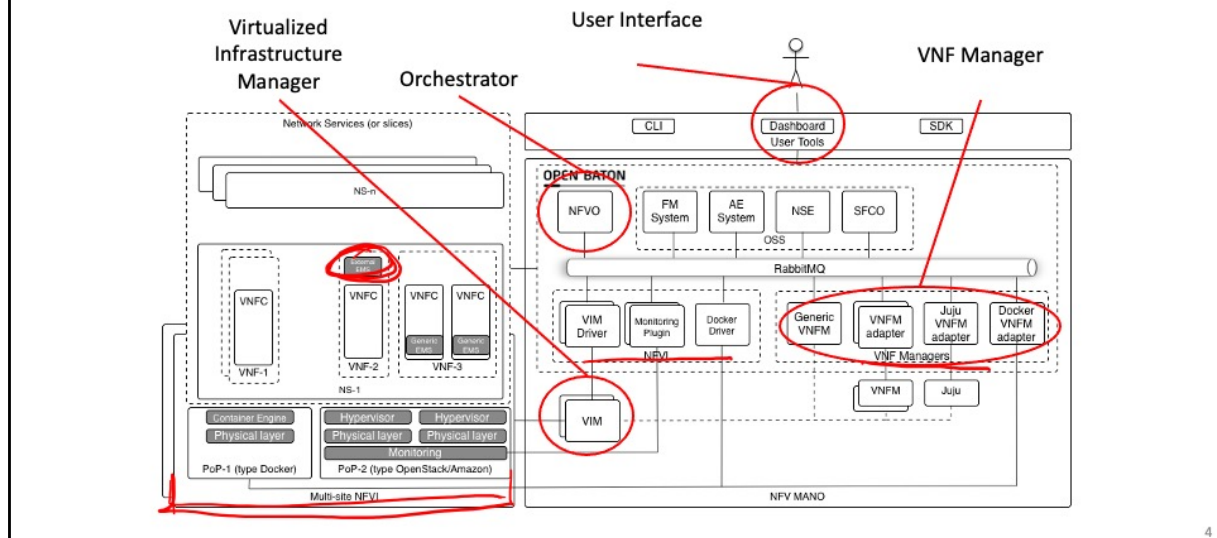 Virtualized
Infrastructure
Manager
Orchestrator
User Interface
VNF Manager
Network Services (or slices)
NS-n
External
EMS
VNFC
VNFC
VNFC
VNFC
Generic
EMS
Generic
EMS
VNF-1
VNF-2
VNF-3
NS-1
Container Engine
Physical layer
PoP-1 (type Docker)
Hypervisor
Hypervisor
Physical layer
Physical layer
Monitoring
PoP-2 (type OpenStack/Amazon)
Multi-site NFVI
CLI
Dashboard
SDK
User Tools
OPEN BATON
NFVO
FM
System
AE
System
NSE
SFCO
OSS
RabbitMQ
VIM
Driver
Monitoring
Plugin
Docker
Driver
NFVI
Generic
VNFM
VNFM
adapter
Juju
VNFM
adapter
Docker
VNFM
adapter
VNF Managers
VIM
VNFM
Juju
NFV MANO
4